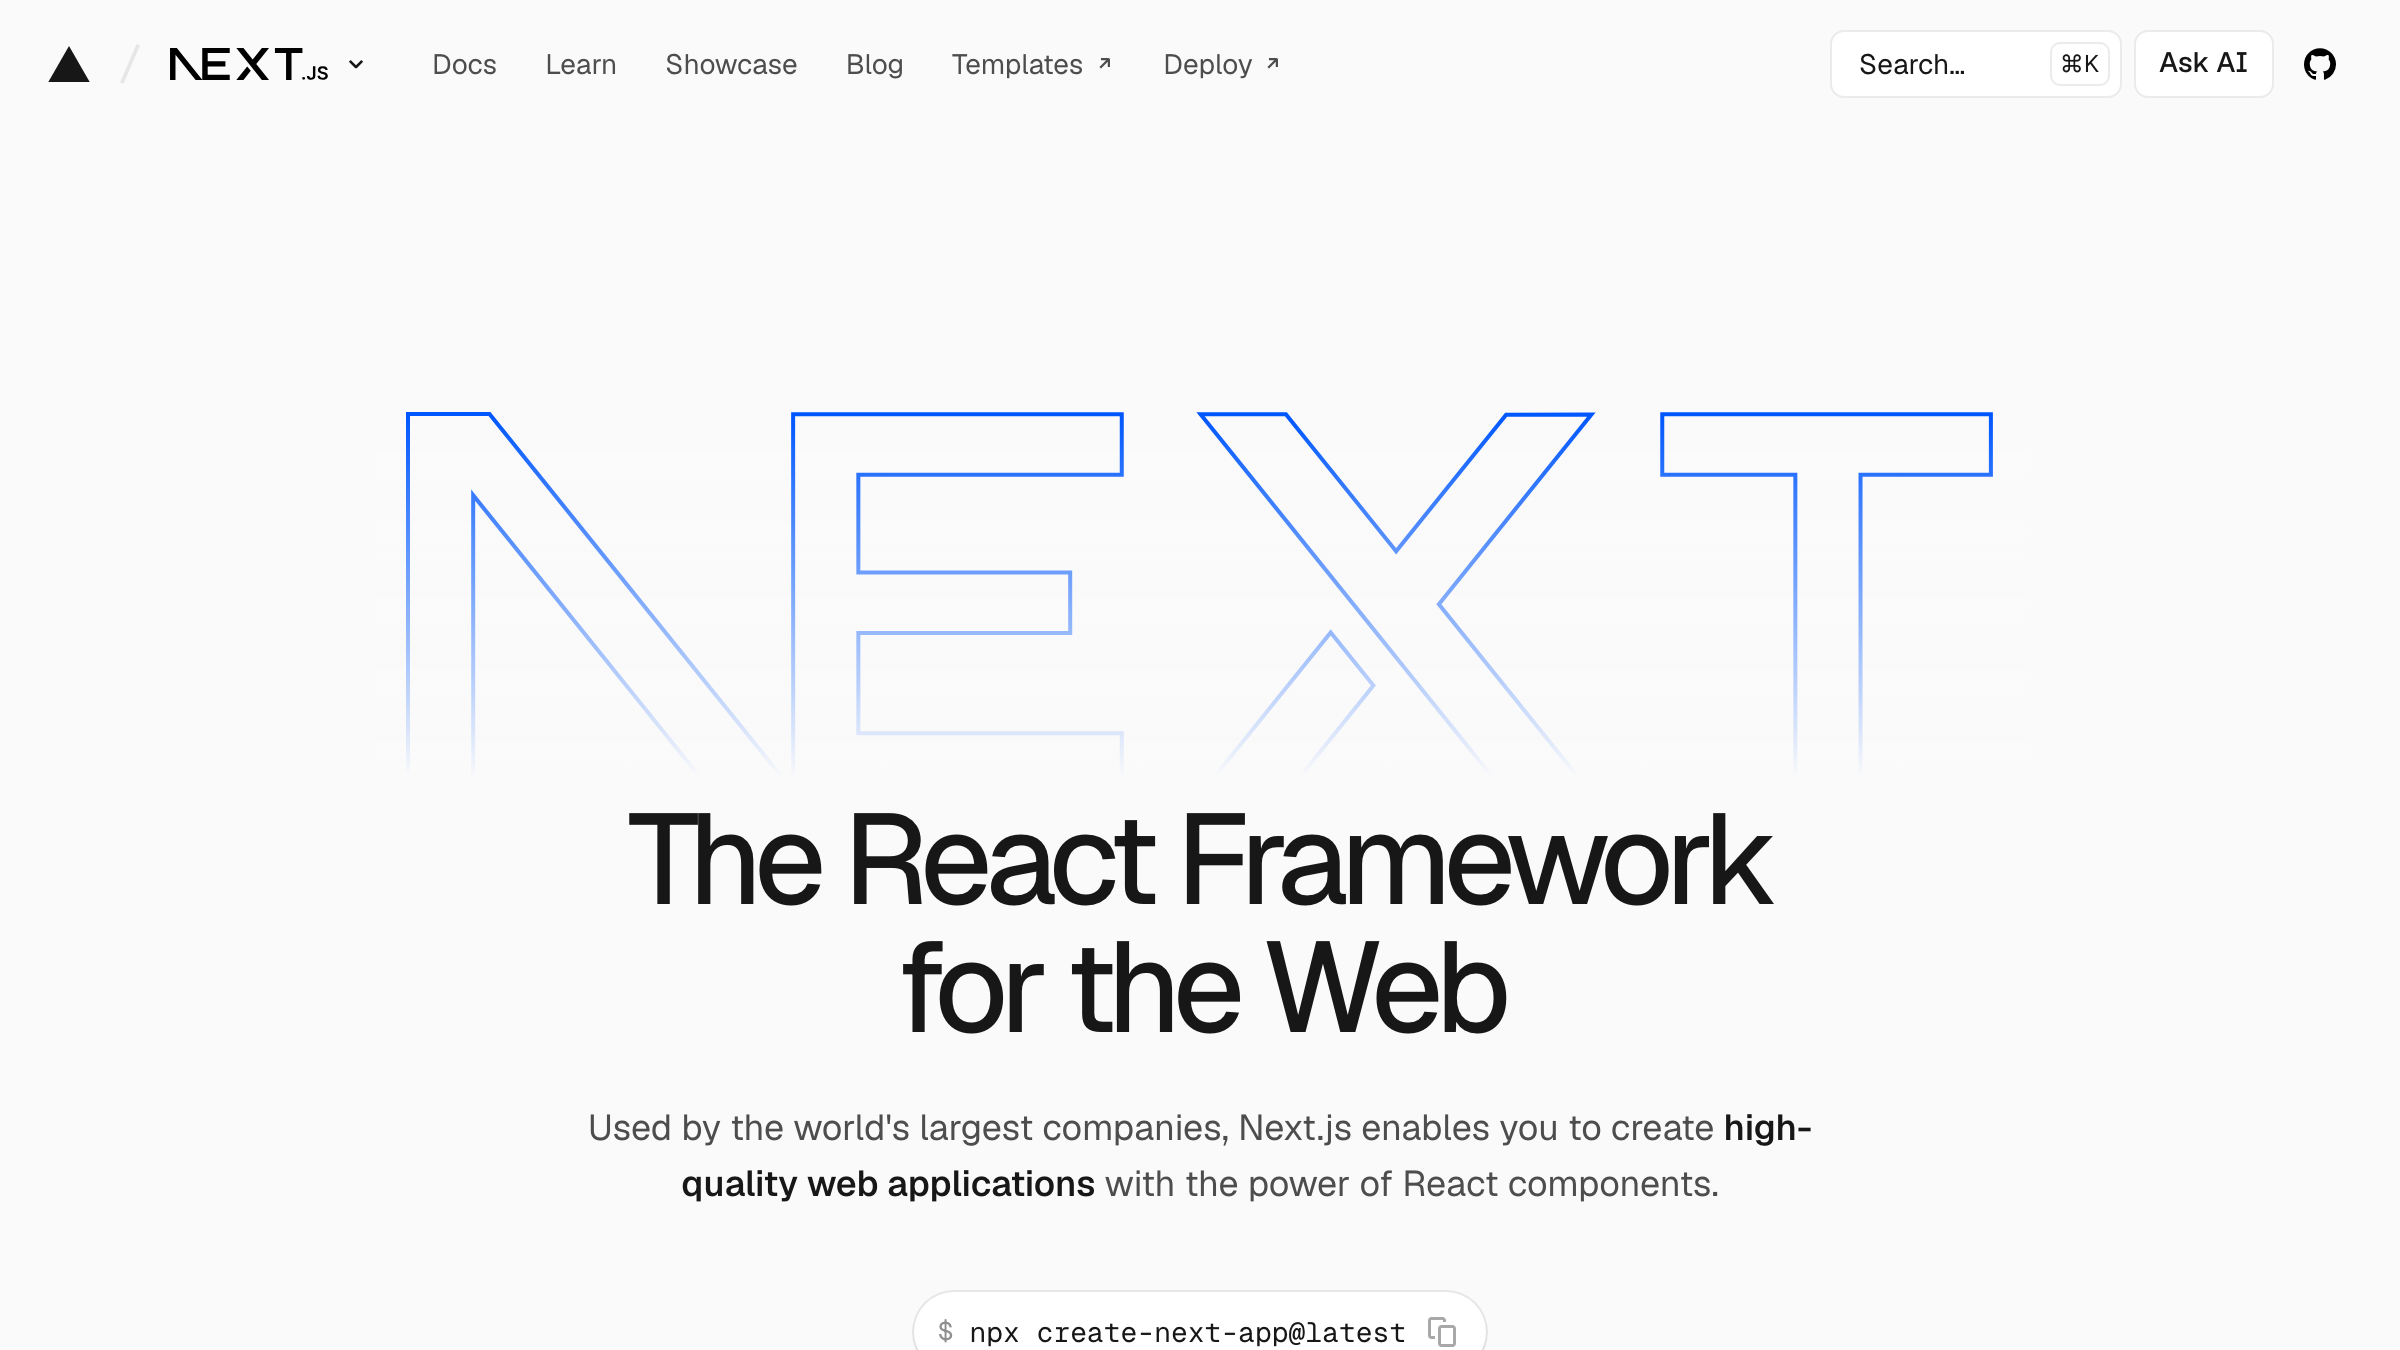 NEXT.JS
Docs
Learn
Showcase
Blog
Templates
Deploy
Search...
⌘K
Ask AI
NEXT
The React Framework
for the Web
Used by the world's largest companies, Next.js enables you to create high-
quality web applications with the power of React components.
$ npx create-next-app@latest